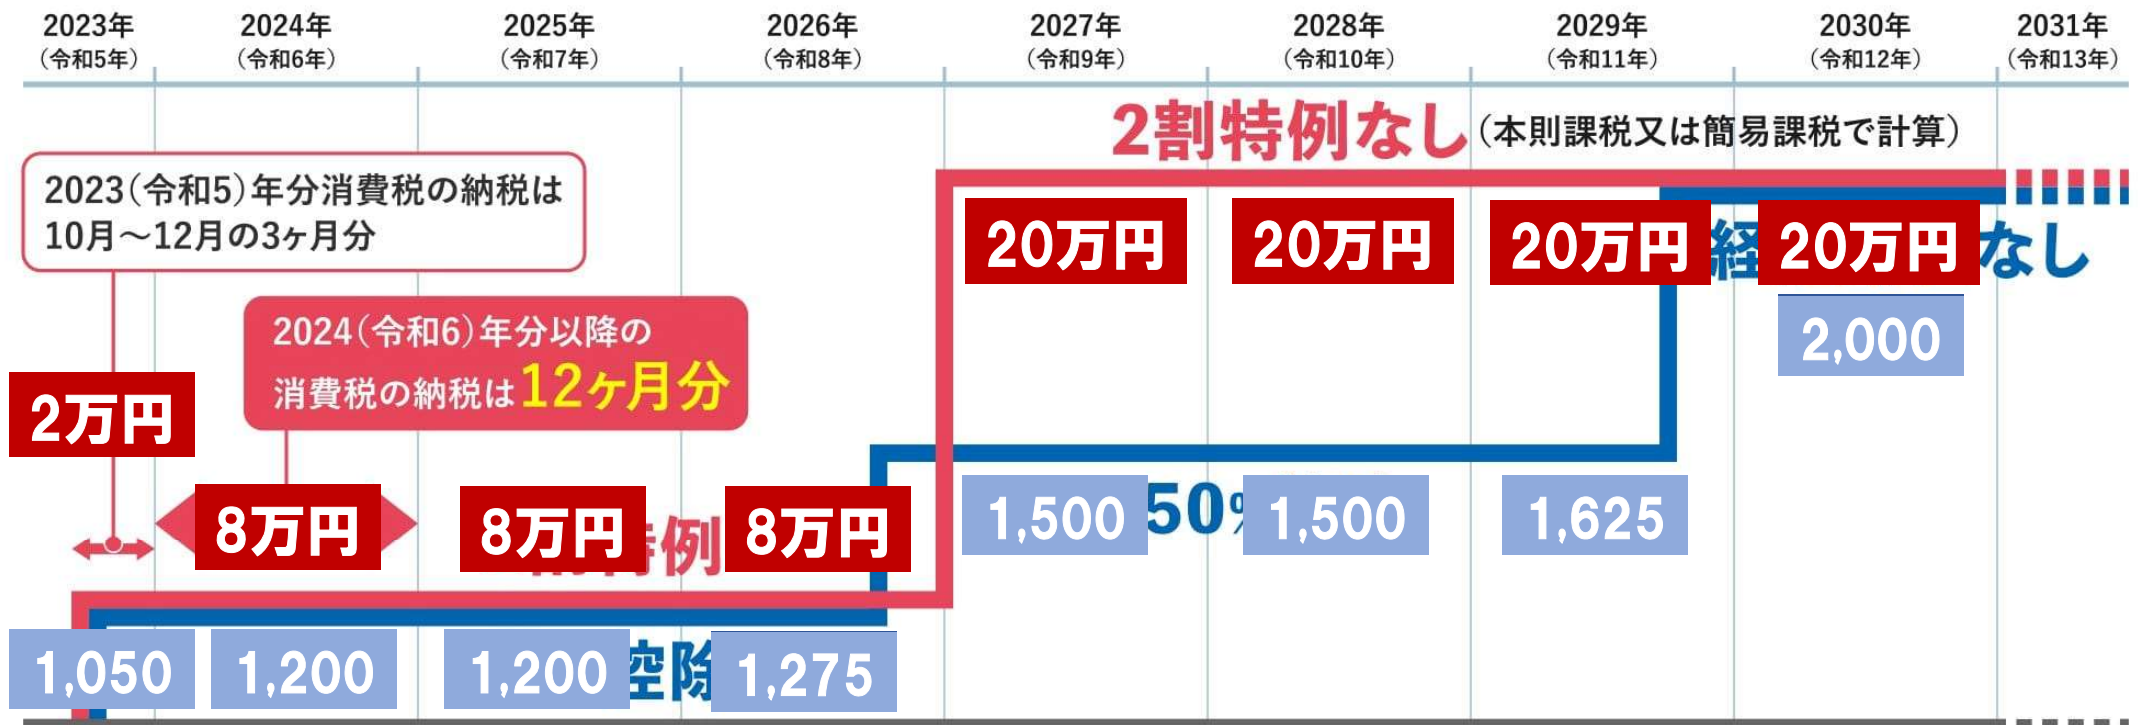 2023年
(令和5年)
2024年
(令和6年)
2025年
(令和7年)
2026年
(令和8年)
2027年
(令和9年)
2028年
(令和10年)
2029年
(令和11年)
2030年
(令和12年)
2031年
(令和13年)
2割特例なし(本則課税又は簡易課税で計算)
2023(令和5)年分消費税の納税は
10月〜12月の3ヶ月分
20万円
20万円
20万円
経
20万円
なし
2024(令和6)年分以降の
消費税の納税は12ヶ月分
2,000
2万円
8万円
8万円
特例
8万円
1,500
50%
1,500
1,625
1,050
1,200
1,200
控除
1,275